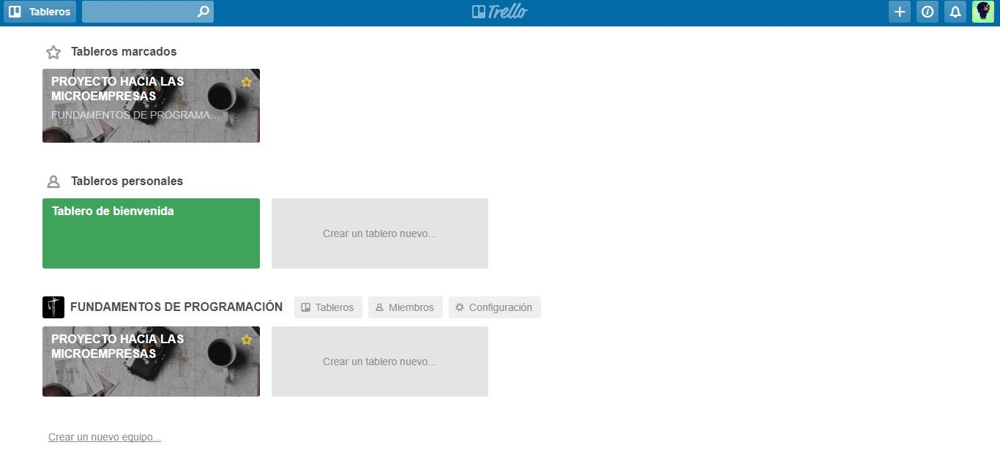 Tableros
Trello
Tableros marcados
PROYECTO HACIA LAS
MICROEMPRESAS
FUNDAMENTOS DE PROGRAMA...
Tableros personales
Tablero de bienvenida
Crear un tablero nuevo...
FUNDAMENTOS DE PROGRAMACIÓN Tableros Miembros Configuración
PROYECTO HACIA LAS
MICROEMPRESAS
Crear un tablero nuevo...
Crear un nuevo equipo...